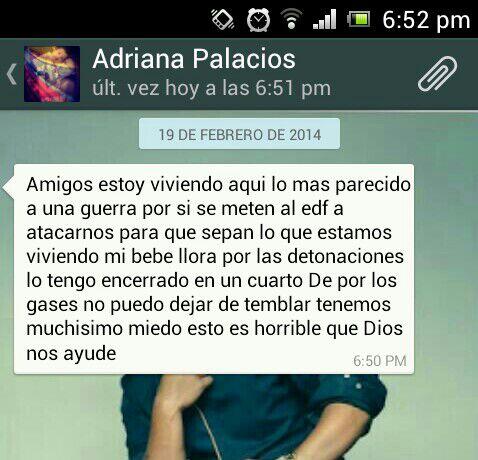 6:52 pm
Adriana Palacios
últ. vez hoy a las 6:51 pm
19 DE FEBRERO DE 2014
Amigos estoy viviendo aqui lo mas parecido
a una guerra por si se meten al edf a
atacarnos para que sepan lo que estamos
viviendo mi bebe llora por las detonaciones
lo tengo encerrado en un cuarto De por los
gases no puedo dejar de temblar tenemos
muchisimo miedo esto es horrible que Dios
nos ayude
6:50 PM